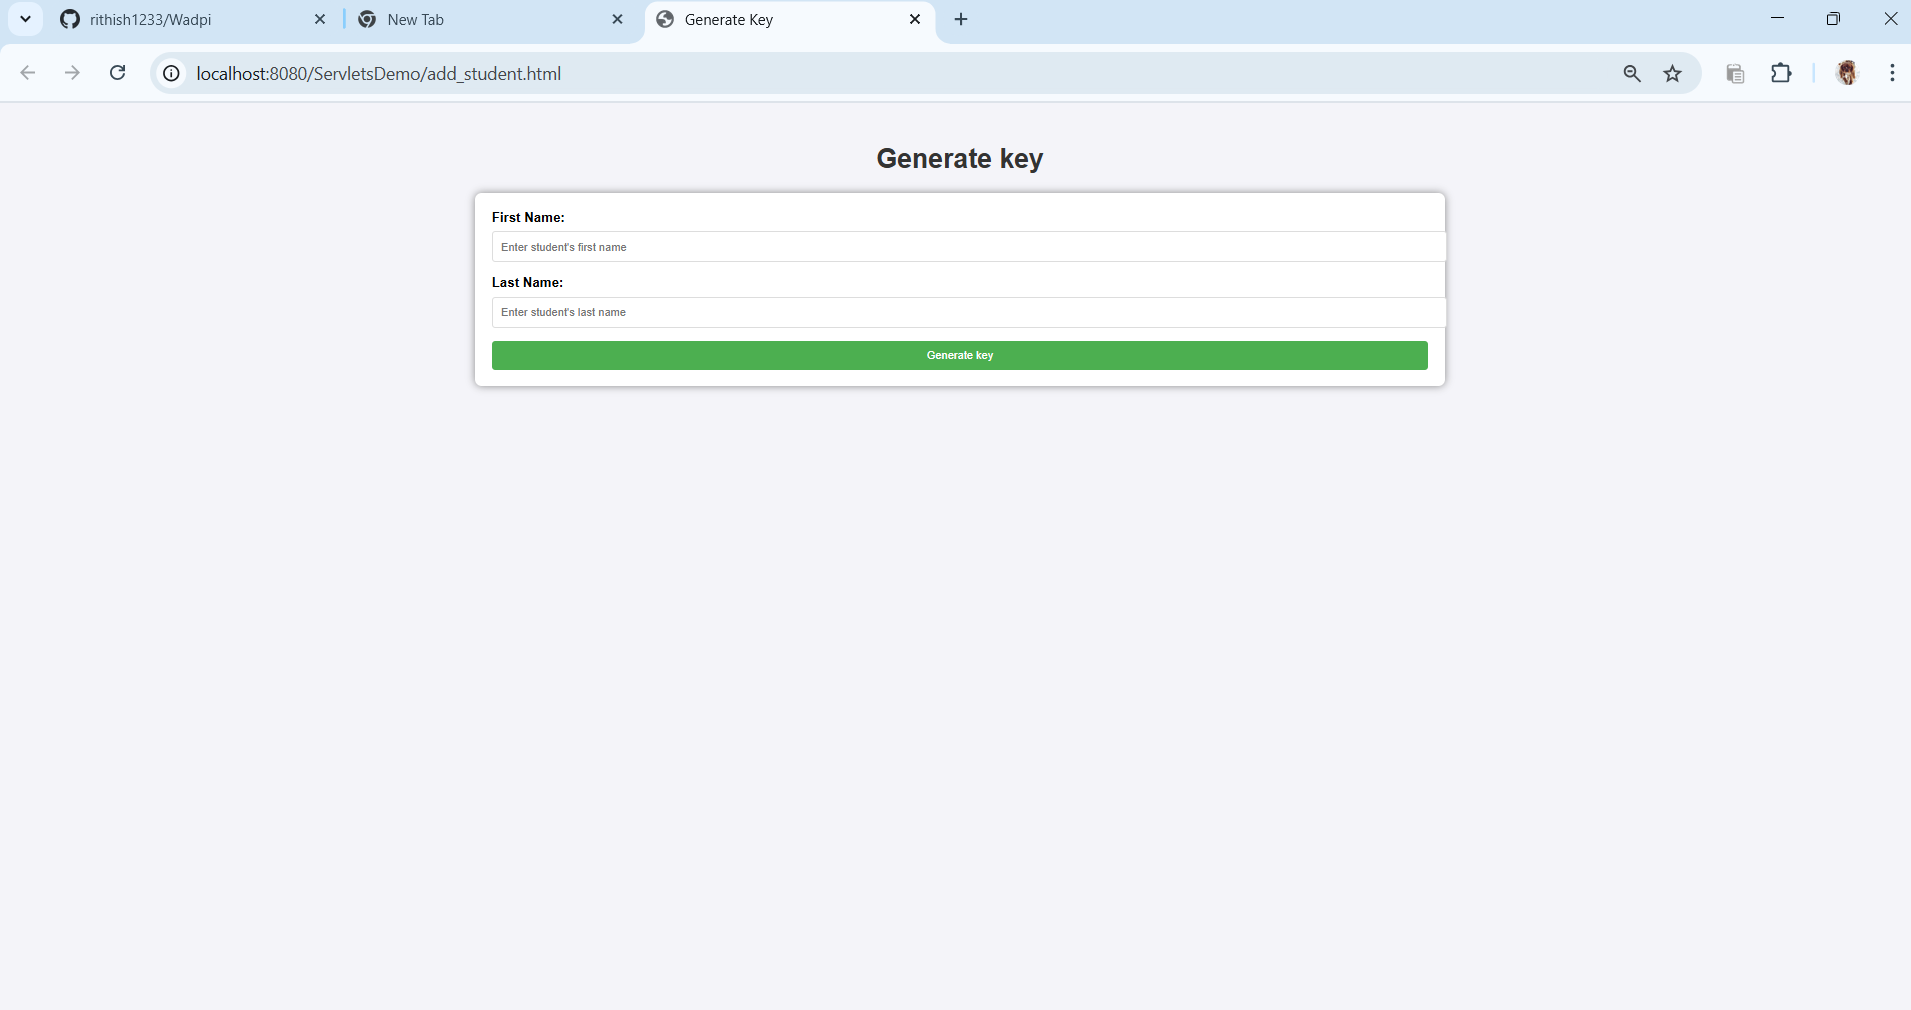 rithish1233/Wadpi
New Tab
Generate Key
localhost:8080/ServletsDemo/add_student.html
Generate key
First Name:
Enter student's first name
Last Name:
Enter student's last name
Generate key